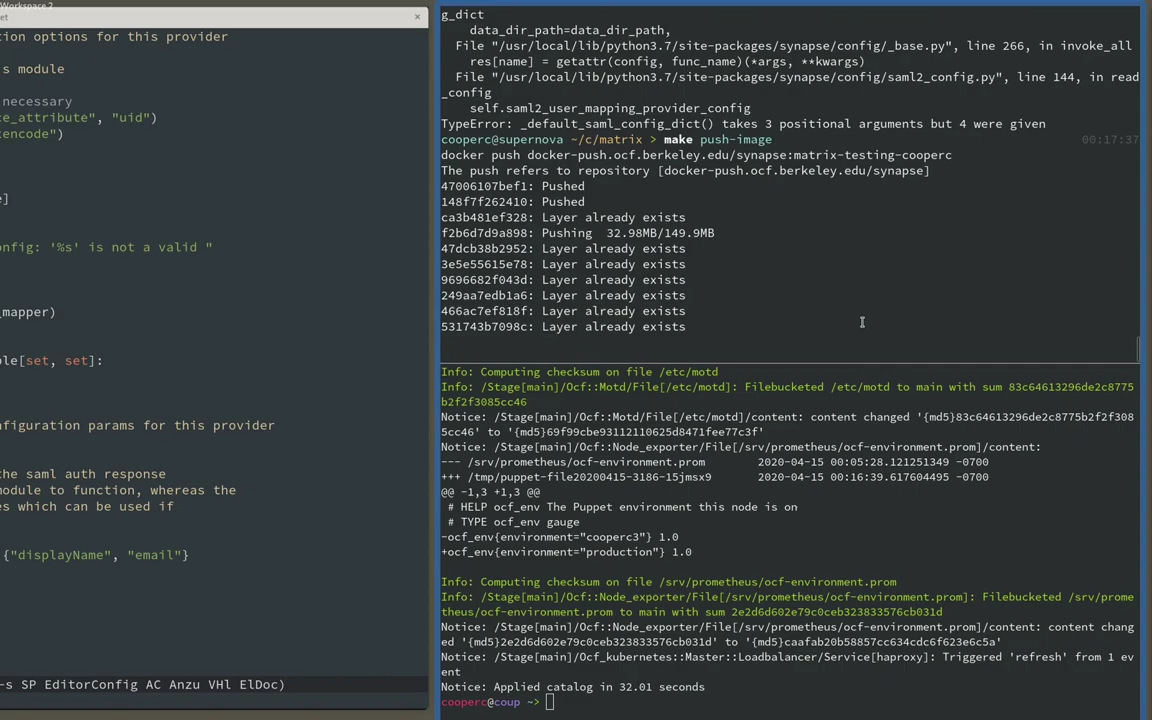 Workspace 2
et
tion options for this provider
s module
necessary
ce_attribute", "uid")
tencode")
e]
onfig: '%s' is not a valid "
_mapper)
ple[set, set]:
nfiguration params for this provider
the saml auth response
module to function, whereas the
es which can be used if
{"displayName", "email"}
-s SP EditorConfig AC Anzu VHl ElDoc)
g_dict
data_dir_path=data_dir_path,
File "/usr/local/lib/python3.7/site-packages/synapse/config/_base.py", line 266, in invoke_all
res[name] = getattr(config, func_name)(*args, **kwargs)
File "/usr/local/lib/python3.7/site-packages/synapse/config/saml2_config.py", line 144, in read
_config
self.saml2_user_mapping_provider_config
TypeError: _default_saml_config_dict() takes 3 positional arguments but 4 were given
cooperc@supernova ~/c/matrix > make push-image 00:17:37
docker push docker-push.ocf.berkeley.edu/synapse:matrix-testing-cooperc
The push refers to repository [docker-push.ocf.berkeley.edu/synapse]
47006107bef1: Pushed
148f7f262410: Pushed
ca3b481ef328: Layer already exists
f2b6d7d9a898: Pushing 32.98MB/149.9MB
47dcb38b2952: Layer already exists
3e5e55615e78: Layer already exists
9696682f043d: Layer already exists
249aa7edb1a6: Layer already exists
466ac7ef818f: Layer already exists
531743b7098c: Layer already exists
Info: Computing checksum on file /etc/motd
Info: /Stage[main]/Ocf::Motd/File[/etc/motd]: Filebucketed /etc/motd to main with sum 83c64613296de2c8775
b2f2f3085cc46
Notice: /Stage[main]/Ocf::Motd/File[/etc/motd]/content: content changed '{md5}83c64613296de2c8775b2f2f308
5cc46' to '{md5}69f99cbe93112110625d8471fee77c3f'
Notice: /Stage[main]/Ocf::Node_exporter/File[/srv/prometheus/ocf-environment.prom]/content:
--- /srv/prometheus/ocf-environment.prom 2020-04-15 00:05:28.121251349 -0700
+++ /tmp/puppet-file20200415-3186-15jmsx9 2020-04-15 00:16:39.617604495 -0700
@@ -1,3 +1,3 @@
# HELP ocf_env The Puppet environment this node is on
# TYPE ocf_env gauge
-ocf_env{environment="cooperc3"} 1.0
+ocf_env{environment="production"} 1.0
Info: Computing checksum on file /srv/prometheus/ocf-environment.prom
Info: /Stage[main]/Ocf::Node_exporter/File[/srv/prometheus/ocf-environment.prom]: Filebucketed /srv/prome
theus/ocf-environment.prom to main with sum 2e2d6d602e79c0ceb323833576cb031d
Notice: /Stage[main]/Ocf::Node_exporter/File[/srv/prometheus/ocf-environment.prom]/content: content chang
ed '{md5}2e2d6d602e79c0ceb323833576cb031d' to '{md5}caafab20b58857cc634cdc6f623e6c5a'
Notice: /Stage[main]/Ocf_kubernetes::Master::Loadbalancer/Service[haproxy]: Triggered 'refresh' from 1 ev
ent
Notice: Applied catalog in 32.01 seconds
cooperc@coup ~>